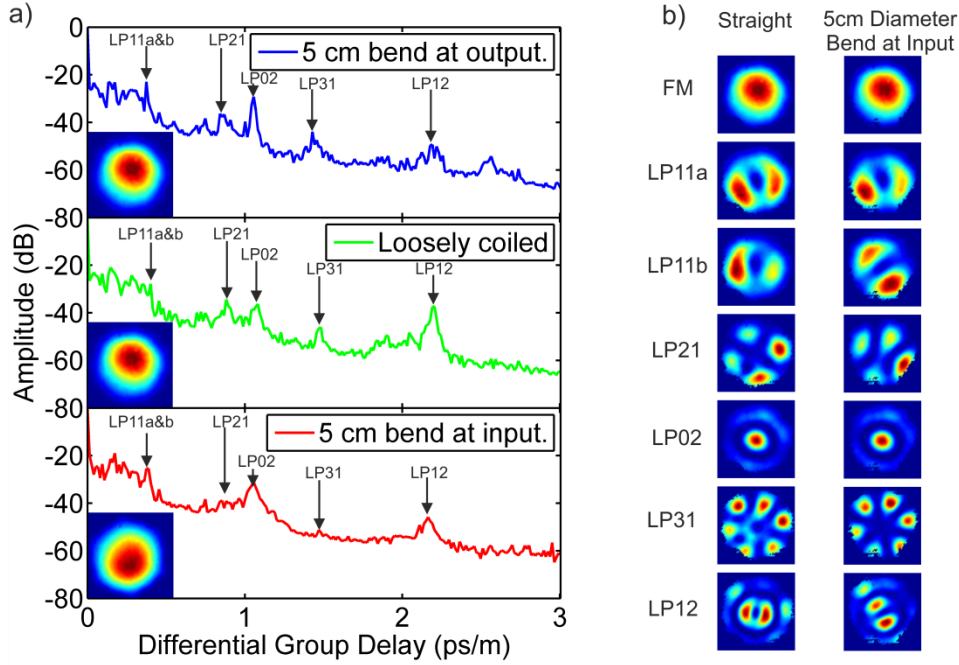 a)
Amplitude (dB)
0
-20
-40
-60
-80
LP11a&b
LP21
LP02
LP31
LP12
5 cm bend at output.
-20
-40
-60
-80
LP11a&b
LP21
LP02
LP31
LP12
Loosely coiled
-20
-40
-60
-80
LP11a&b
LP21
LP02
LP31
LP12
5 cm bend at input.
0
1
2
3
Differential Group Delay (ps/m)
b)
Straight
5cm Diameter
Bend at Input
FM
LP11a
LP11b
LP21
LP02
LP31
LP12